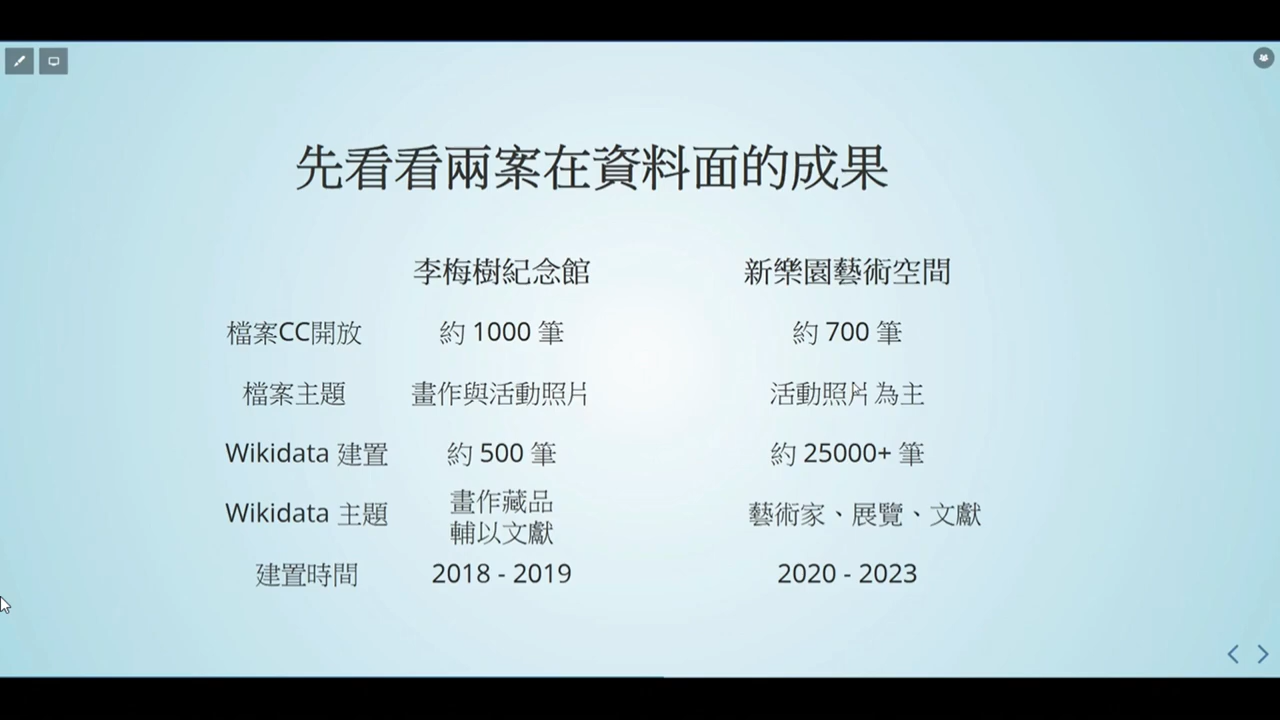 先看看兩案在資料面的成果
李梅樹紀念館 新樂園藝術空間
檔案CC開放 約 1000 筆 約 700 筆
檔案主題 畫作與活動照片 活動照片為主
Wikidata 建置 約 500 筆 約 25000+ 筆
Wikidata 主題 畫作藏品 輔以文獻 藝術家、展覽、文獻
建置時間 2018 - 2019 2020 - 2023